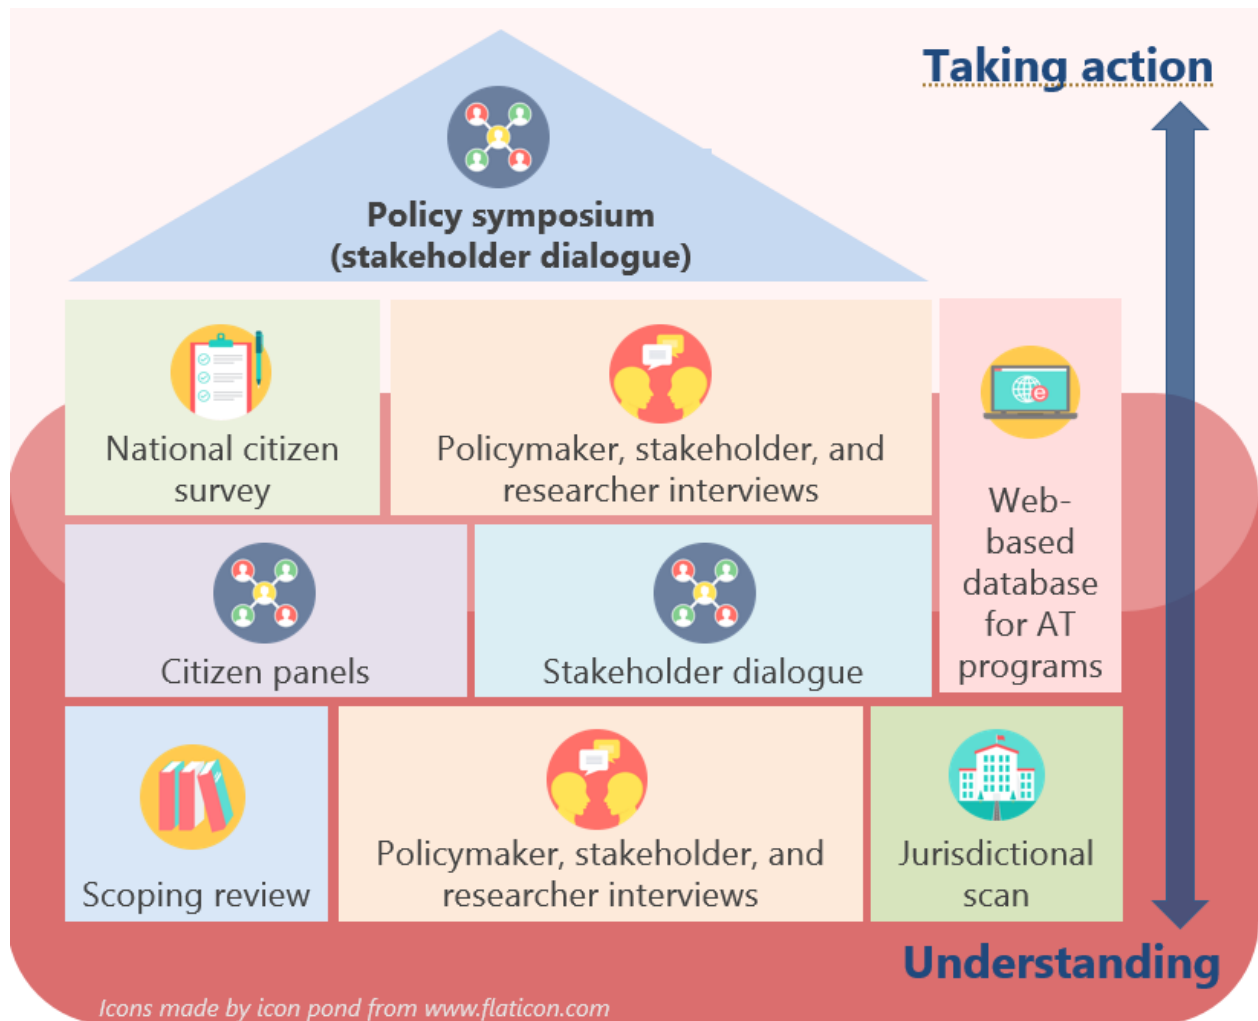 Taking action
Policy symposium
(stakeholder dialogue)
National citizen
survey
Policymaker, stakeholder, and
researcher interviews
Web-
based
database
for AT
programs
Citizen panels
Stakeholder dialogue
Scoping review
Policymaker, stakeholder, and
researcher interviews
Jurisdictional
scan
Understanding
Icons made by icon pond from www.flaticon.com